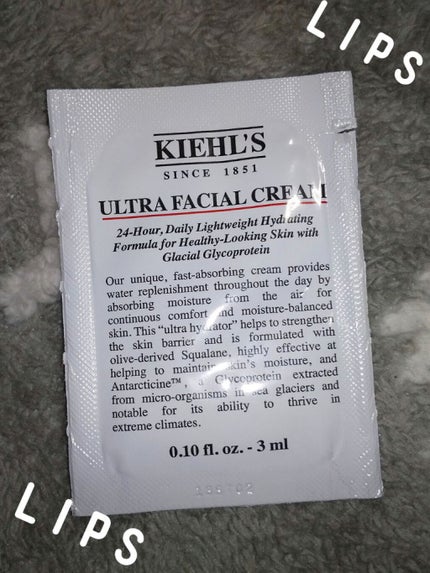 LIPS
KIEHL'S
SINCE 1851
ULTRA FACIAL CREAM
24-Hour, Daily Lightweight Hydrating
Formula for Healthy-Looking Skin with
Glacial Glycoprotein
Our unique, fast-absorbing cream provides
water replenishment throughout the day by
absorbing moisture from the air for
continuous comfort and moisture-balanced
skin. This "ultra hydrator" helps to strengthen
the skin barrier and is formulated with
olive-derived Squalane, highly effective at
helping to maintain skin's moisture, and
Antarcticine™, a Glycoprotein extracted
from micro-organisms in sea glaciers and
notable for its ability to thrive in
extreme climates.
0.10 fl. oz. - 3 ml
LIPS